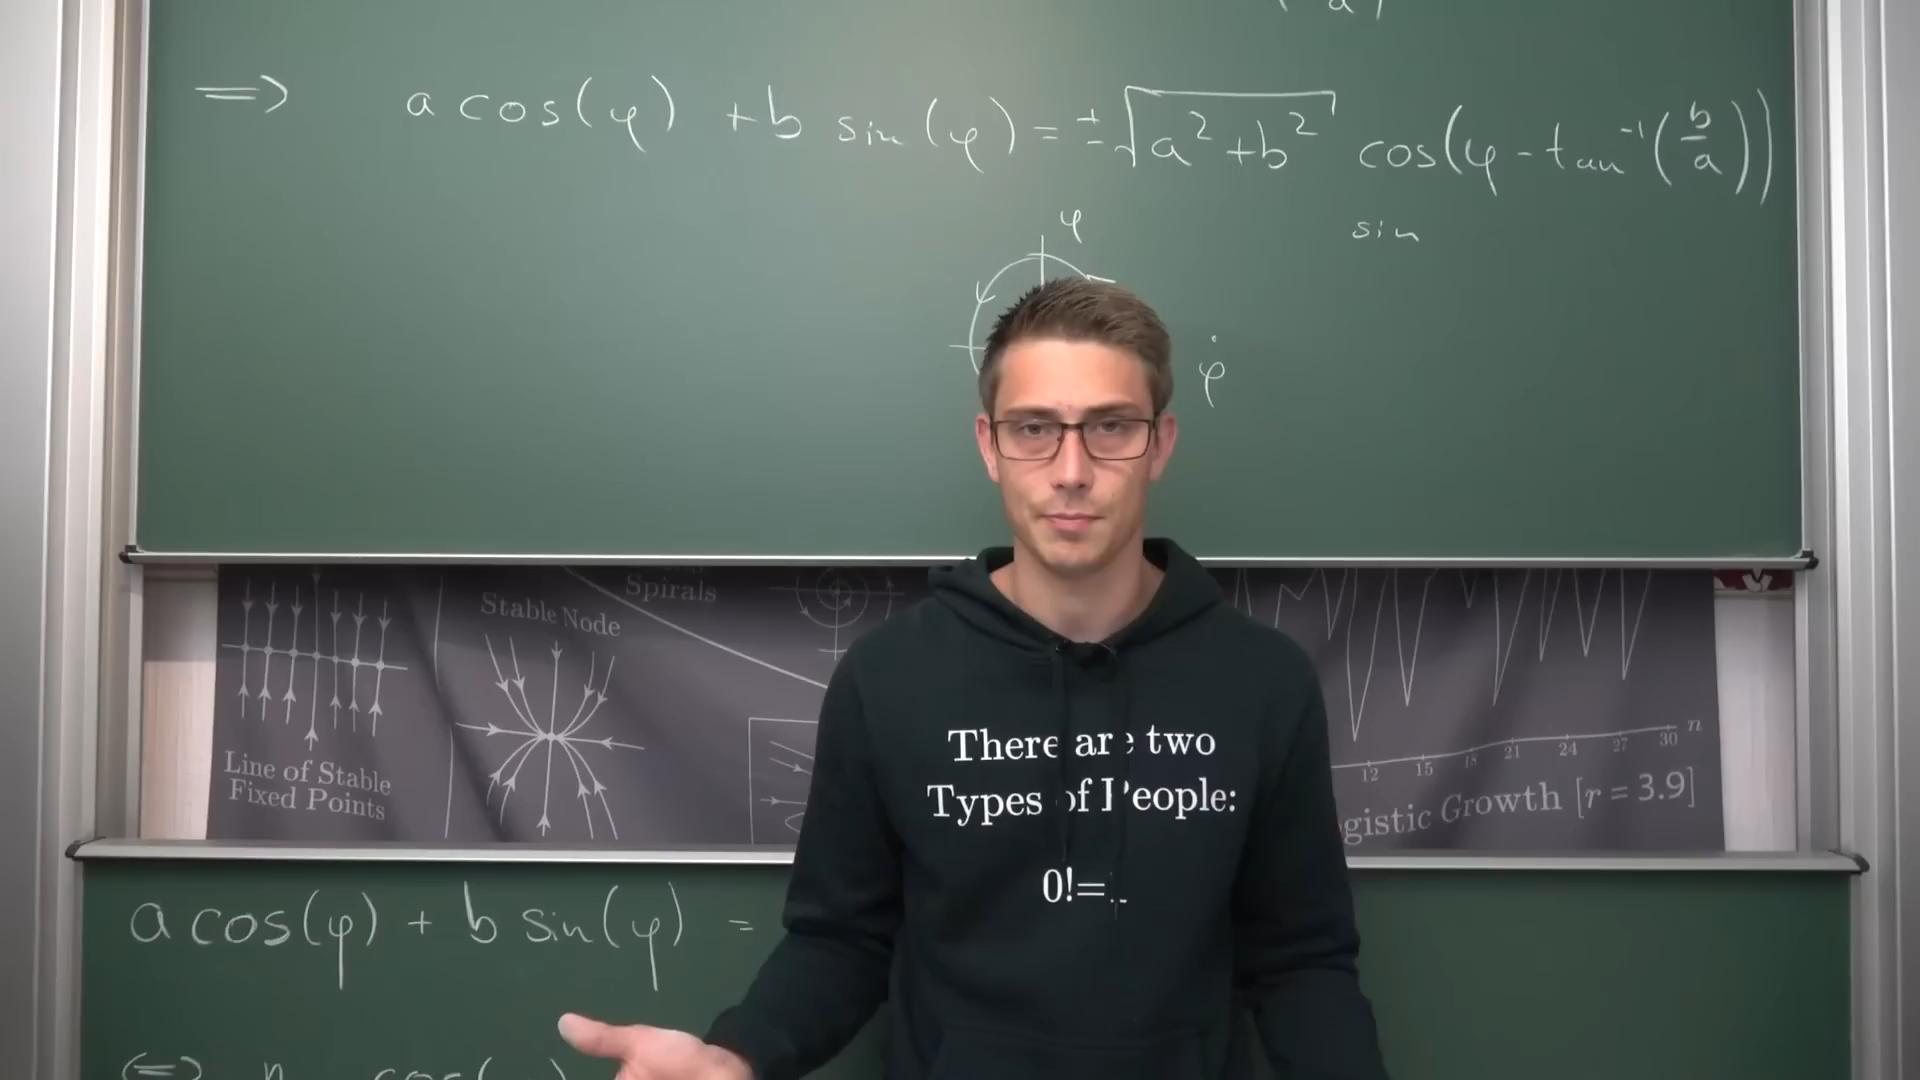 ⟹ a cos(φ) + b sin(φ) = ±√(a²+b²) cos(φ - tan⁻¹(b/a))
sin
φ
φ̇
Spirals
Stable Node
Line of Stable
Fixed Points
12 15 18 21 24 27 30 n
Growth [r = 3.9]
There are two
Types of People:
0!=
a cos(φ) + b sin(φ) =